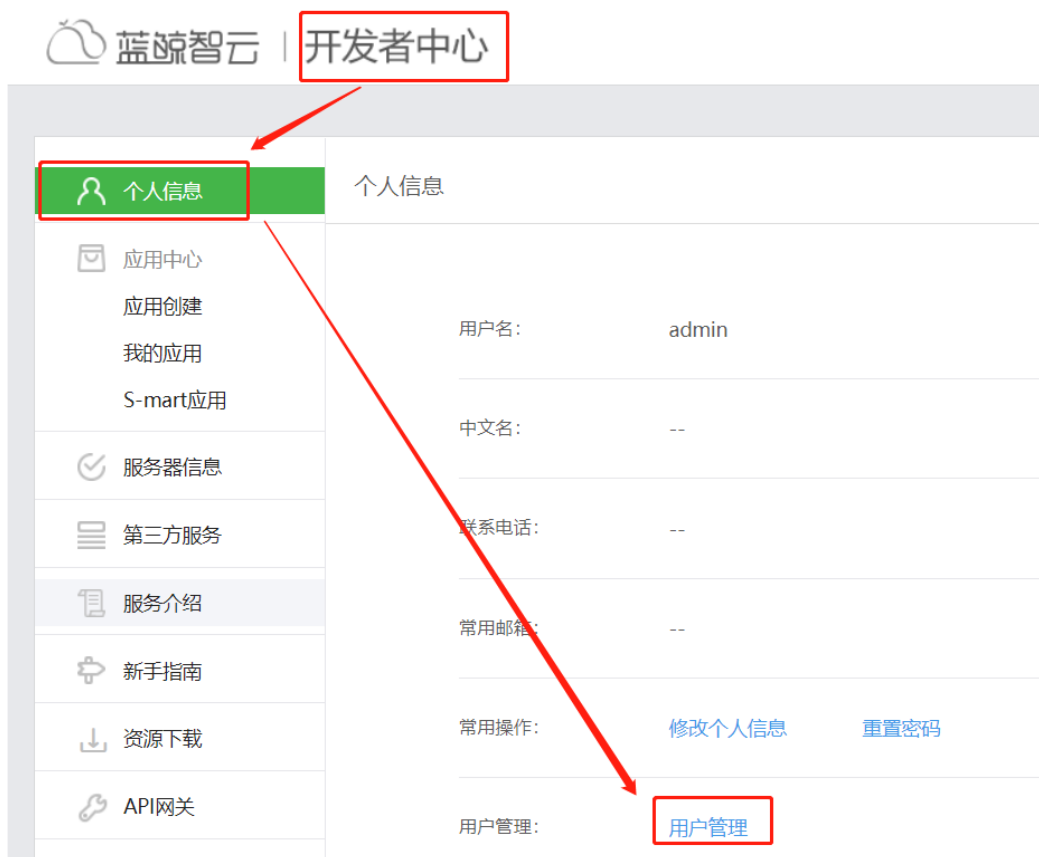 蓝鲸智云 | 开发者中心
个人信息
应用中心
应用创建
我的应用
S-mart应用
服务器信息
第三方服务
服务介绍
新手指南
资源下载
API网关
个人信息
用户名: admin
中文名: --
联系电话: --
常用邮箱: --
常用操作: 修改个人信息 重置密码
用户管理: 用户管理